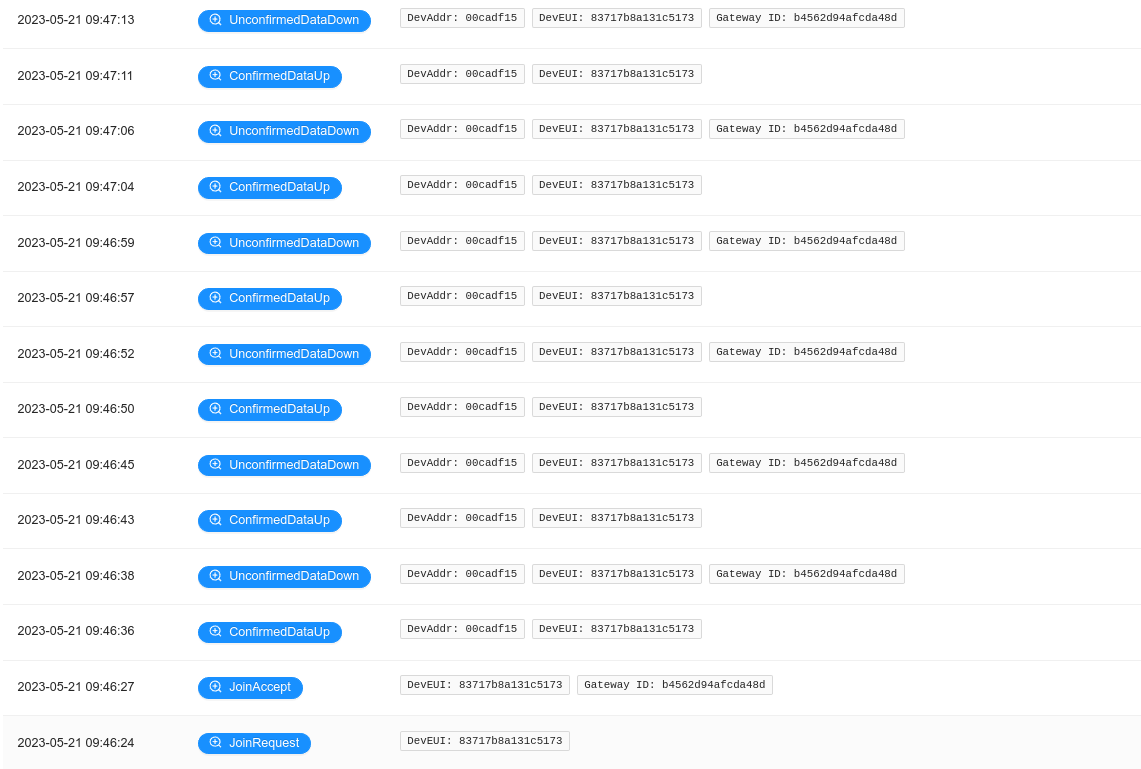 2023-05-21 09:47:13 UnconfirmedDataDown DevAddr: 00cadf15 DevEUI: 83717b8a131c5173 Gateway ID: b4562d94afcda48d
2023-05-21 09:47:11 ConfirmedDataUp DevAddr: 00cadf15 DevEUI: 83717b8a131c5173
2023-05-21 09:47:06 UnconfirmedDataDown DevAddr: 00cadf15 DevEUI: 83717b8a131c5173 Gateway ID: b4562d94afcda48d
2023-05-21 09:47:04 ConfirmedDataUp DevAddr: 00cadf15 DevEUI: 83717b8a131c5173
2023-05-21 09:46:59 UnconfirmedDataDown DevAddr: 00cadf15 DevEUI: 83717b8a131c5173 Gateway ID: b4562d94afcda48d
2023-05-21 09:46:57 ConfirmedDataUp DevAddr: 00cadf15 DevEUI: 83717b8a131c5173
2023-05-21 09:46:52 UnconfirmedDataDown DevAddr: 00cadf15 DevEUI: 83717b8a131c5173 Gateway ID: b4562d94afcda48d
2023-05-21 09:46:50 ConfirmedDataUp DevAddr: 00cadf15 DevEUI: 83717b8a131c5173
2023-05-21 09:46:45 UnconfirmedDataDown DevAddr: 00cadf15 DevEUI: 83717b8a131c5173 Gateway ID: b4562d94afcda48d
2023-05-21 09:46:43 ConfirmedDataUp DevAddr: 00cadf15 DevEUI: 83717b8a131c5173
2023-05-21 09:46:38 UnconfirmedDataDown DevAddr: 00cadf15 DevEUI: 83717b8a131c5173 Gateway ID: b4562d94afcda48d
2023-05-21 09:46:36 ConfirmedDataUp DevAddr: 00cadf15 DevEUI: 83717b8a131c5173
2023-05-21 09:46:27 JoinAccept DevEUI: 83717b8a131c5173 Gateway ID: b4562d94afcda48d
2023-05-21 09:46:24 JoinRequest DevEUI: 83717b8a131c5173